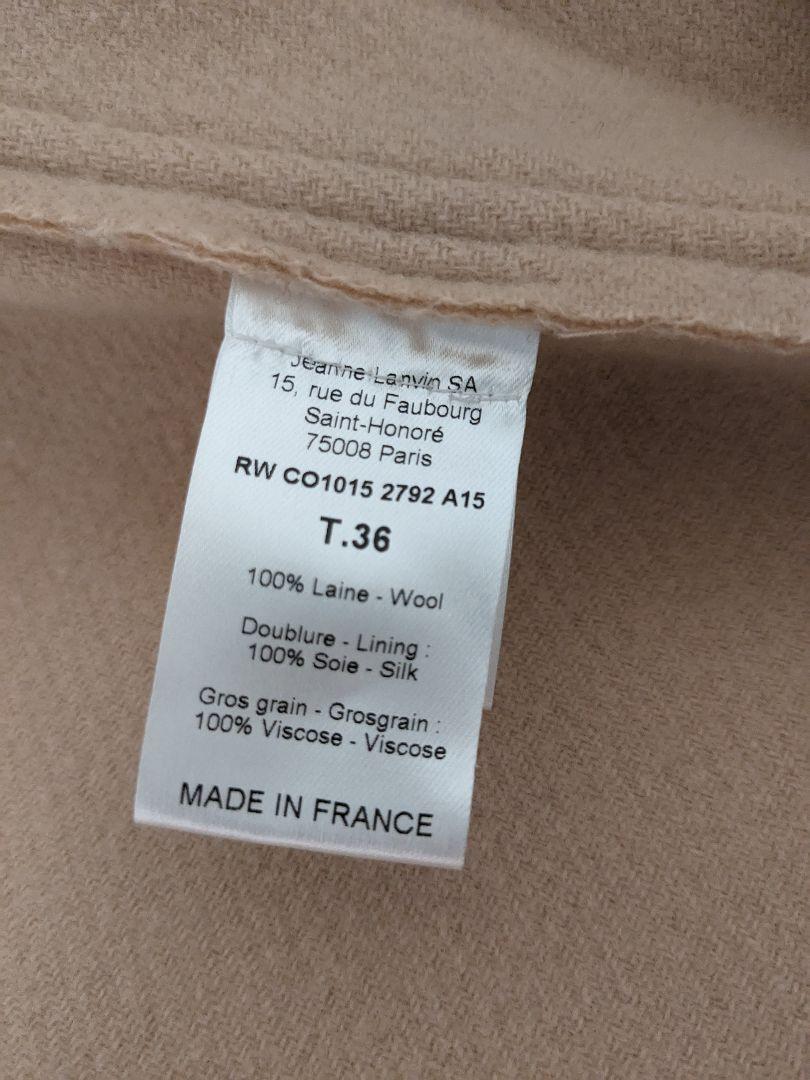 Jeanne Lanvin SA
15, rue du Faubourg
Saint-Honoré
75008 Paris
RW CO1015 2792 A15
T.36
100% Laine - Wool
Doublure - Lining :
100% Soie - Silk
Gros grain - Grosgrain :
100% Viscose - Viscose
MADE IN FRANCE